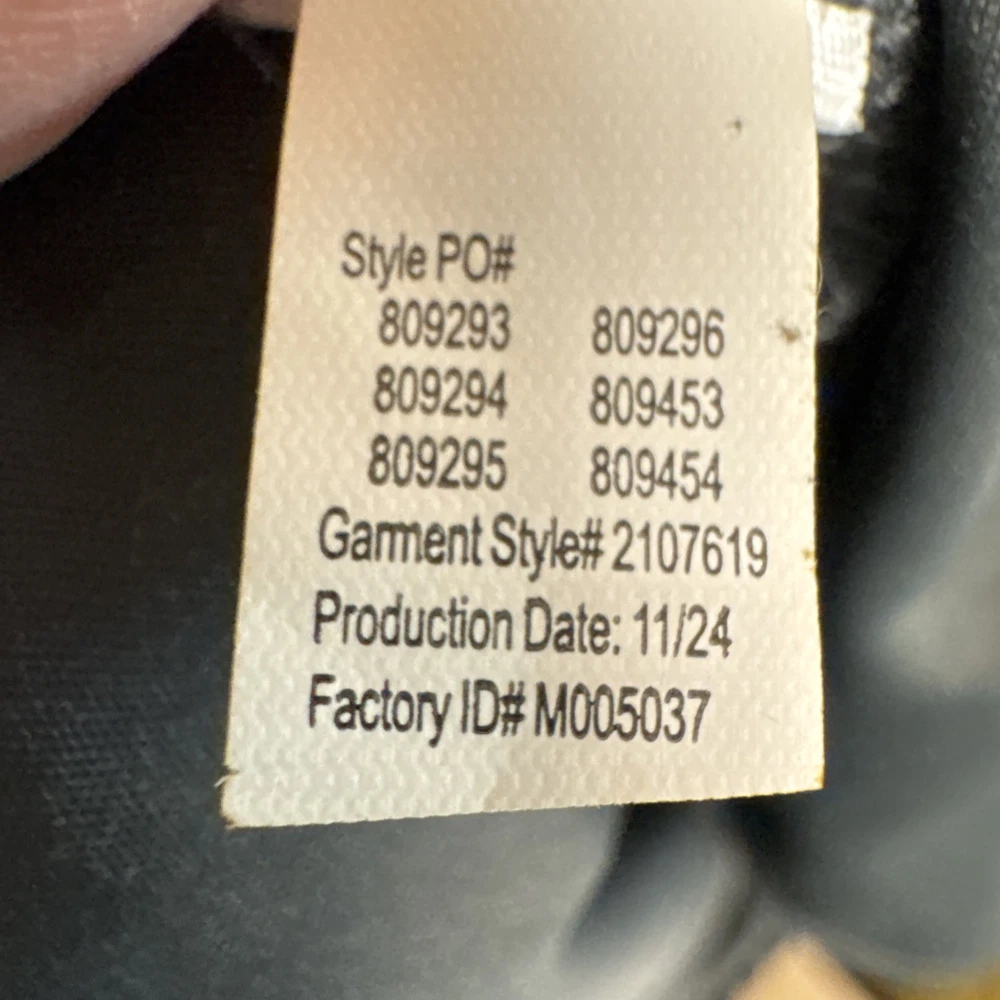 Style PO#
809293 809296
809294 809453
809295 809454
Garment Style# 2107619
Production Date: 11/24
Factory ID# M005037